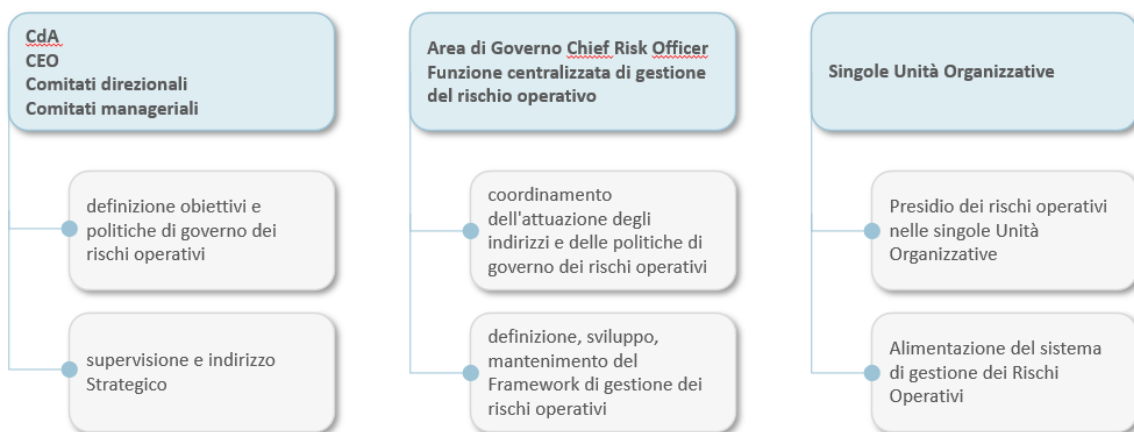 CdA
CEO
Comitati direzionali
Comitati manageriali
definizione obiettivi e
politiche di governo dei
rischi operativi
supervisione e indirizzo
Strategico
Area di Governo Chief Risk Officer
Funzione centralizzata di gestione
del rischio operativo
coordinamento
dell'attuazione degli
indirizzi e delle politiche di
governo dei rischi operativi
definizione, sviluppo,
mantenimento del
Framework di gestione dei
rischi operativi
Singole Unità Organizzative
Presidio dei rischi operativi
nelle singole Unità
Organizzative
Alimentazione del sistema
di gestione dei Rischi
Operativi